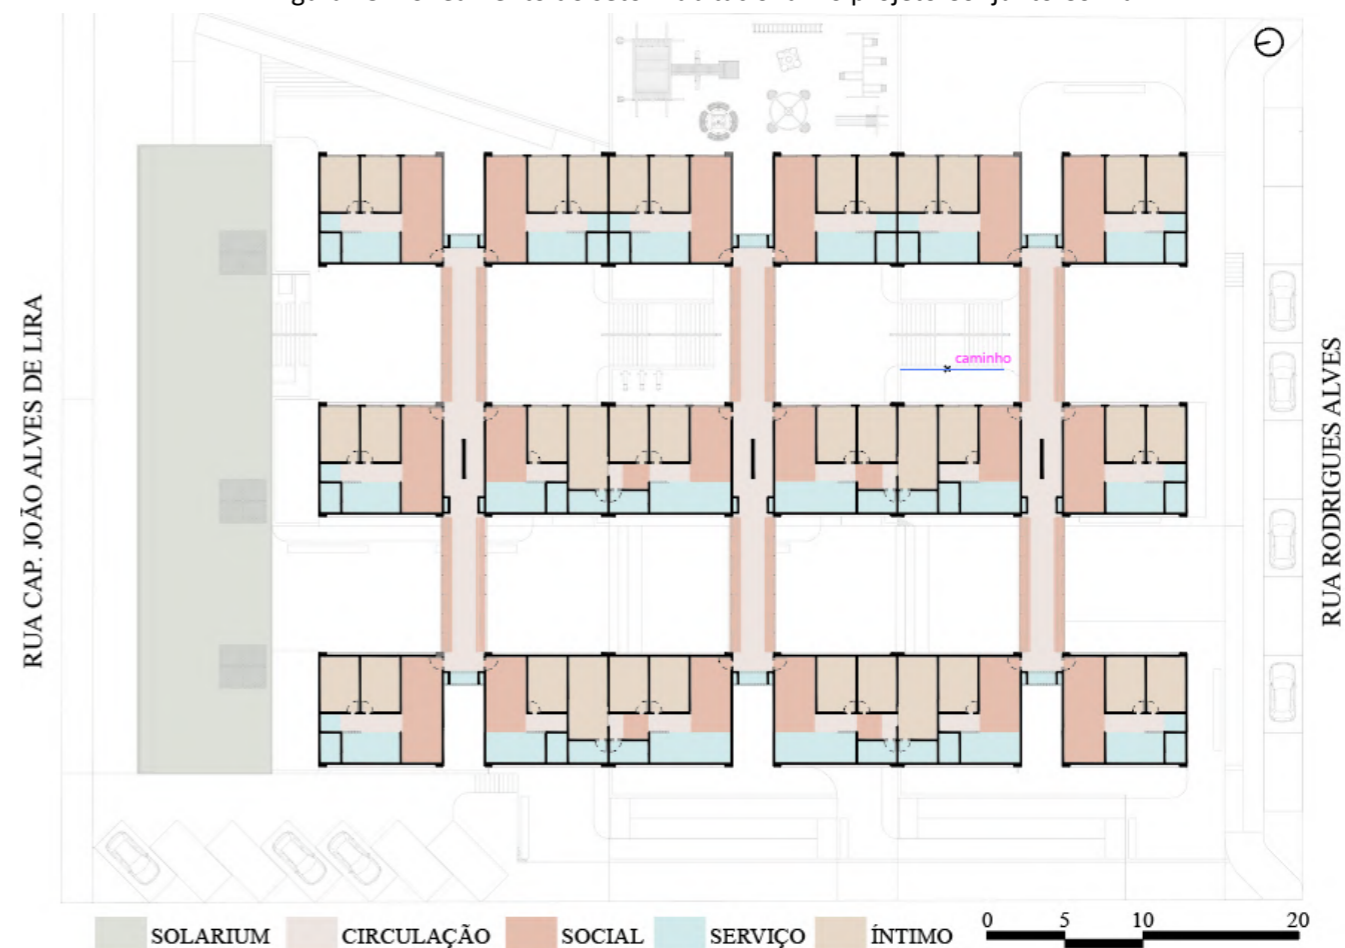 caminho
RUA CAP. JOÃO ALVES DE LIRA
RUA RODRIGUES ALVES
SOLARIUM
CIRCULAÇÃO
SOCIAL
SERVIÇO
ÍNTIMO
0 5 10 20